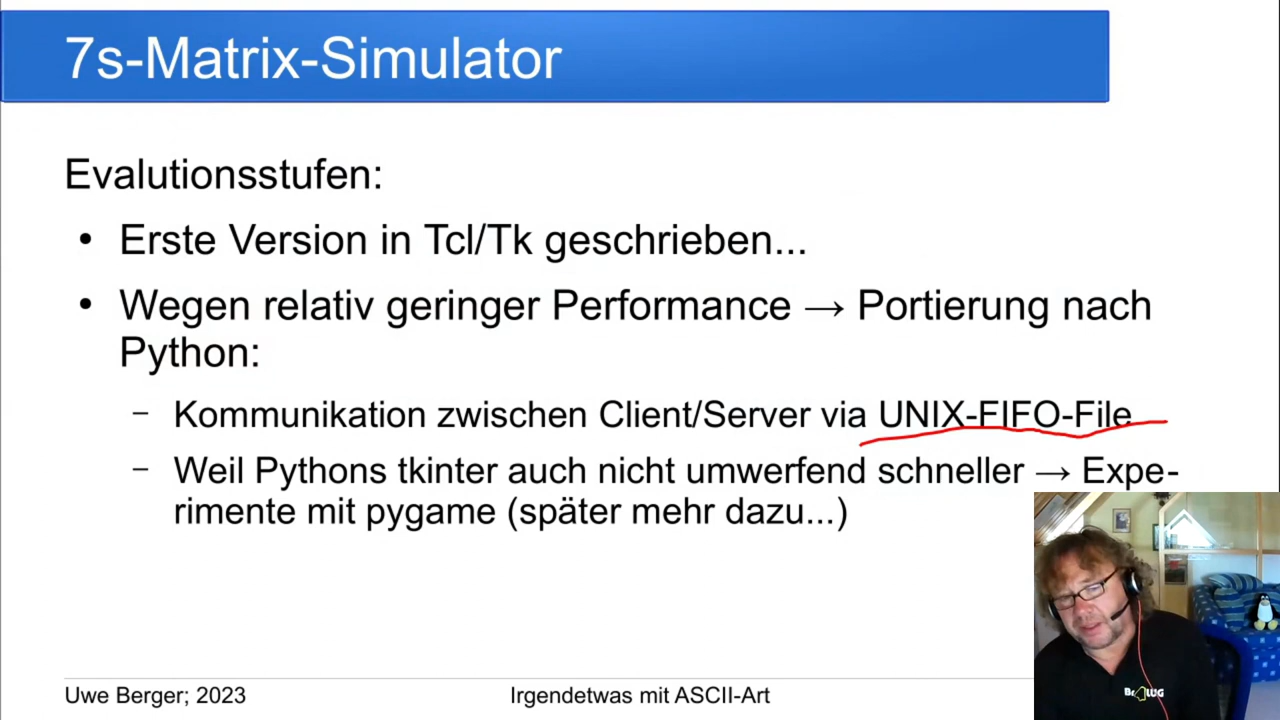 7s-Matrix-Simulator
Evalutionsstufen:
• Erste Version in Tcl/Tk geschrieben...
• Wegen relativ geringer Performance → Portierung nach
Python:
– Kommunikation zwischen Client/Server via UNIX-FIFO-File
– Weil Pythons tkinter auch nicht umwerfend schneller → Expe-
rimente mit pygame (später mehr dazu...)
Uwe Berger; 2023
Irgendetwas mit ASCII-Art